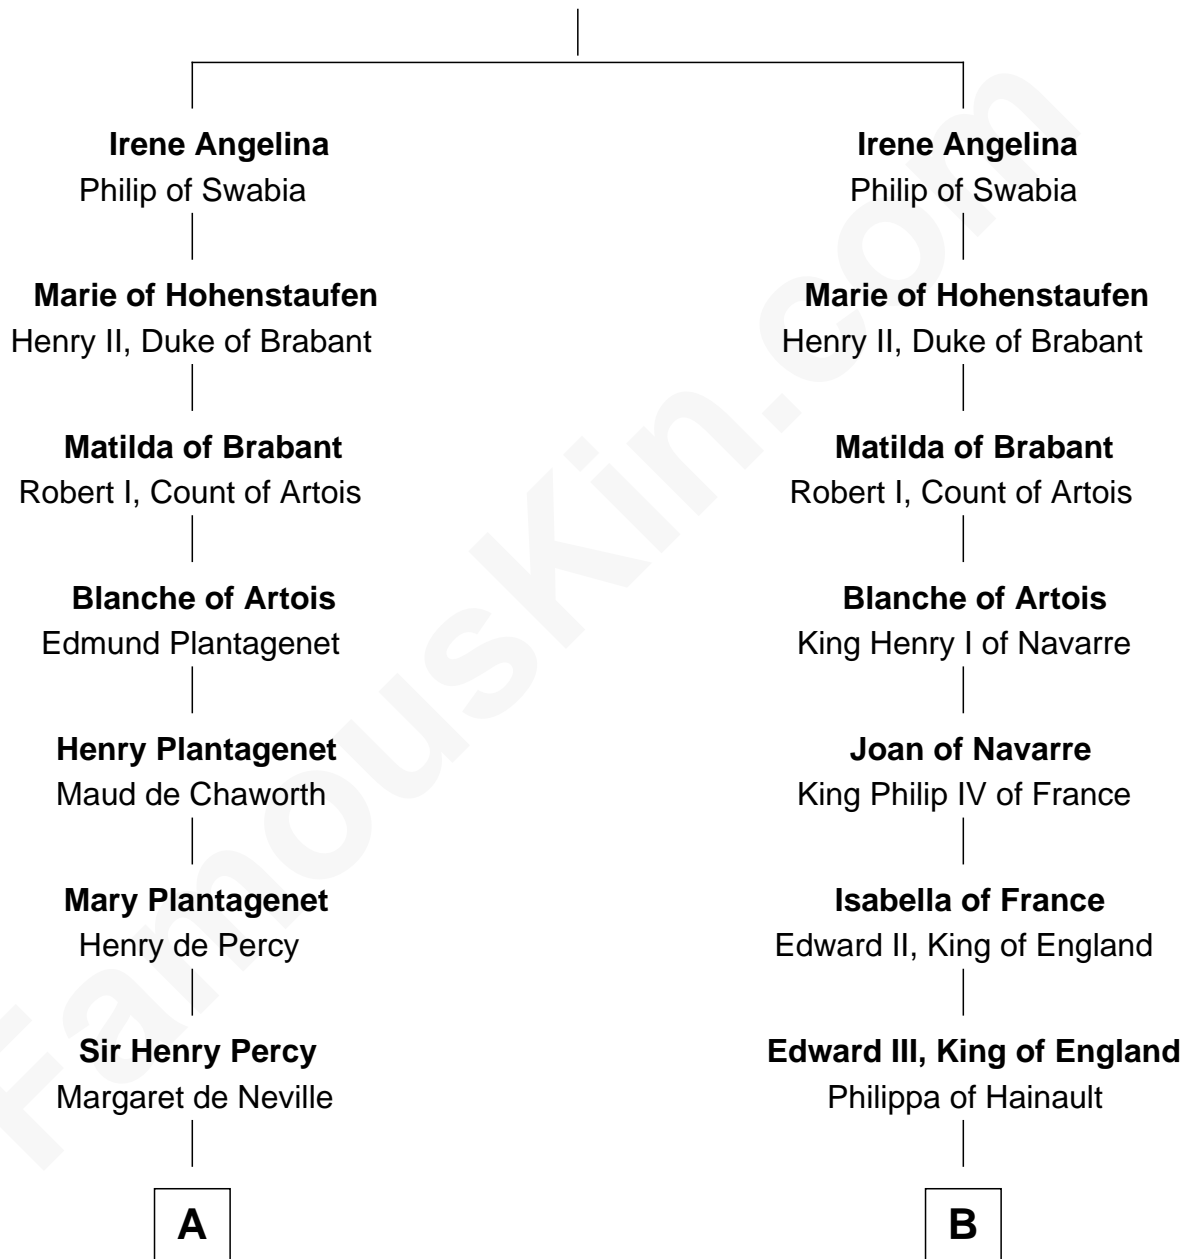 Irene Angelina
Philip of Swabia
Marie of Hohenstaufen
Henry II, Duke of Brabant
Matilda of Brabant
Robert I, Count of Artois
Blanche of Artois
Edmund Plantagenet
Henry Plantagenet
Maud de Chaworth
Mary Plantagenet
Henry de Percy
Sir Henry Percy
Margaret de Neville
A
Irene Angelina
Philip of Swabia
Marie of Hohenstaufen
Henry II, Duke of Brabant
Matilda of Brabant
Robert I, Count of Artois
Blanche of Artois
King Henry I of Navarre
Joan of Navarre
King Philip IV of France
Isabella of France
Edward II, King of England
Edward III, King of England
Philippa of Hainault
B
FamousKin.com